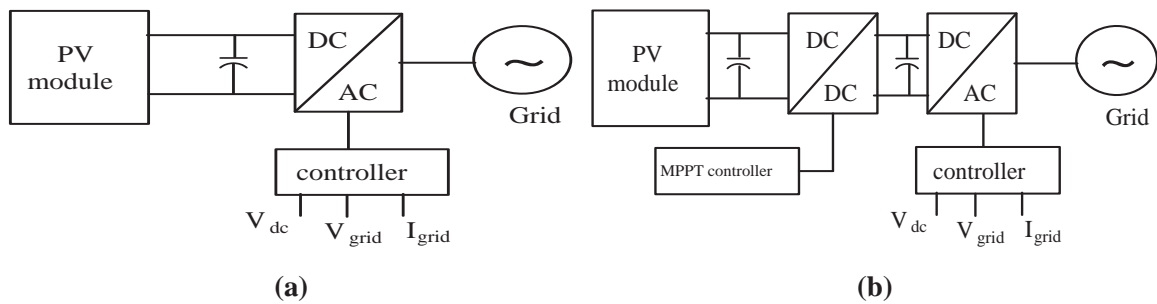 PV
module
DC
AC
~
Grid
controller
V dc
V grid
I grid
(a)
PV
module
DC
DC
DC
AC
~
Grid
MPPT controller
controller
V dc
V grid
I grid
(b)